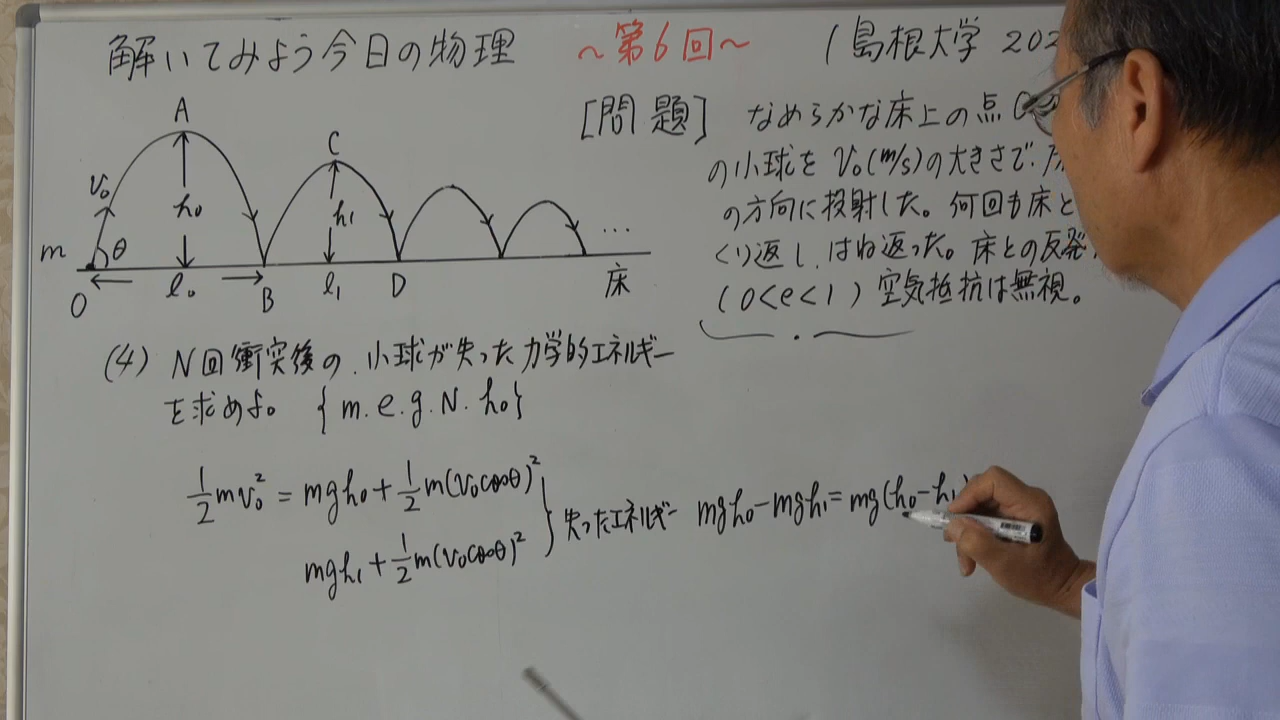 解いてみよう今日の物理 ～第6回～ (島根大学 202
[問題] なめらかな床上の点
の小球を v₀(m/s)の大きさで.
の方向に投射した。何回も床と
くり返し、はね返った。床との反発
(0<e<1) 空気抵抗は無視。
A
C
v₀
h₀
h₁
m
θ
...
O
l₀
B
l₁
D
床
(4) N回衝突後の、小球が失った力学的エネルギー
を求めよ。 {m.e.g.N.h₀}
1/2mv₀² = mgh₀ + 1/2m(v₀cosθ)²
mgh₁ + 1/2m(v₀cosθ)²
失ったエネルギー mgh₀ - mgh₁ = mg(h₀-h₁)